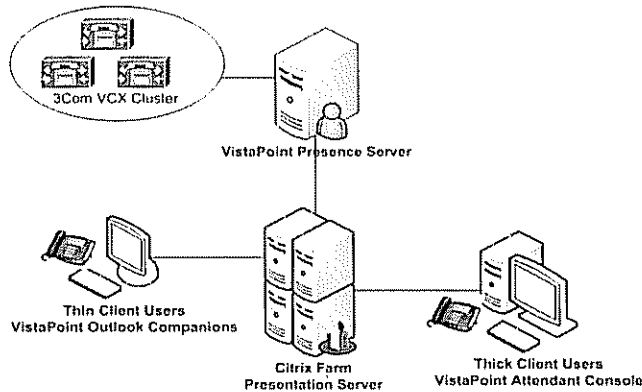 3Com VCX Cluster
VistaPoint Presence Server
Thin Client Users
VistaPoint Outlook Companions
Citrix Farm
Presentation Server
Thick Client Users
VistaPoint Attendant Console